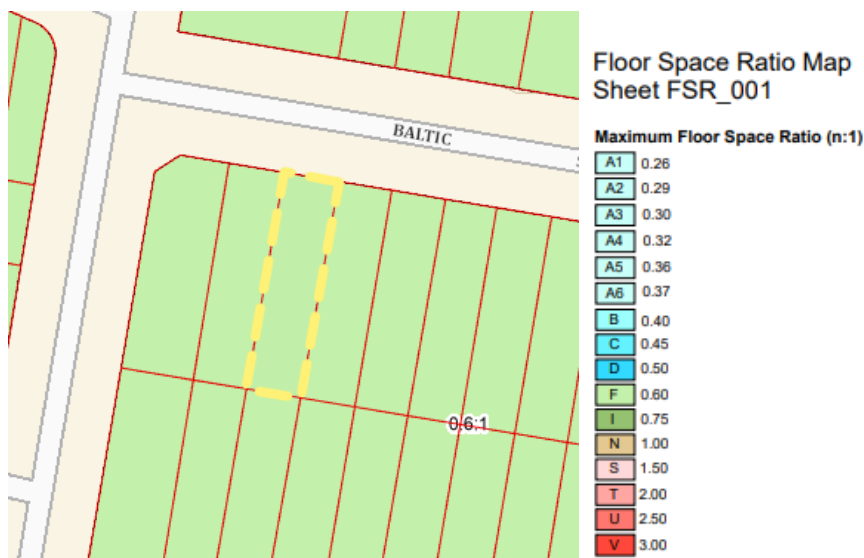 BALTIC
S
0.6:1
Floor Space Ratio Map
Sheet FSR_001
Maximum Floor Space Ratio (n:1)
A1 0.26
A2 0.29
A3 0.30
A4 0.32
A5 0.36
A6 0.37
B 0.40
C 0.45
D 0.50
F 0.60
I 0.75
N 1.00
S 1.50
T 2.00
U 2.50
V 3.00